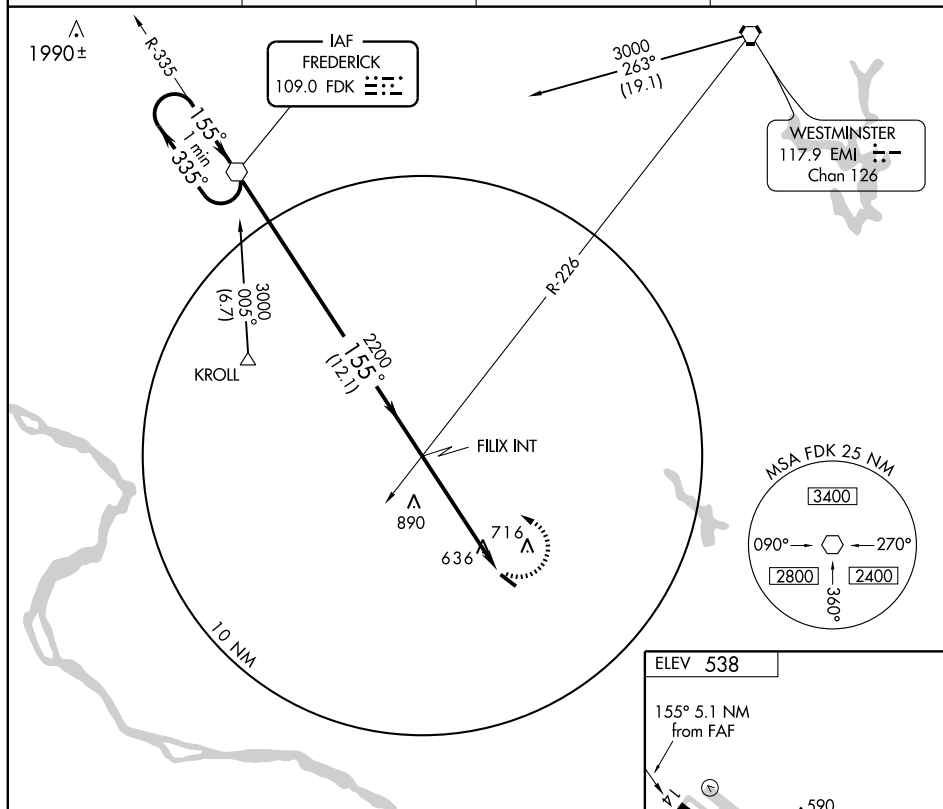 1990±
R-335
IAF
FREDERICK
109.0 FDK
155°
1 min
335°
3000
263°
(19.1)
WESTMINSTER
117.9 EMI
Chan 126
R-226
3000
005°
(6.7)
KROLL
2200
155°
(12.1)
FILIX INT
890
636
716
10 NM
MSA FDK 25 NM
3400
090°
270°
2800
2400
360°
ELEV 538
155° 5.1 NM
from FAF
V
14
590